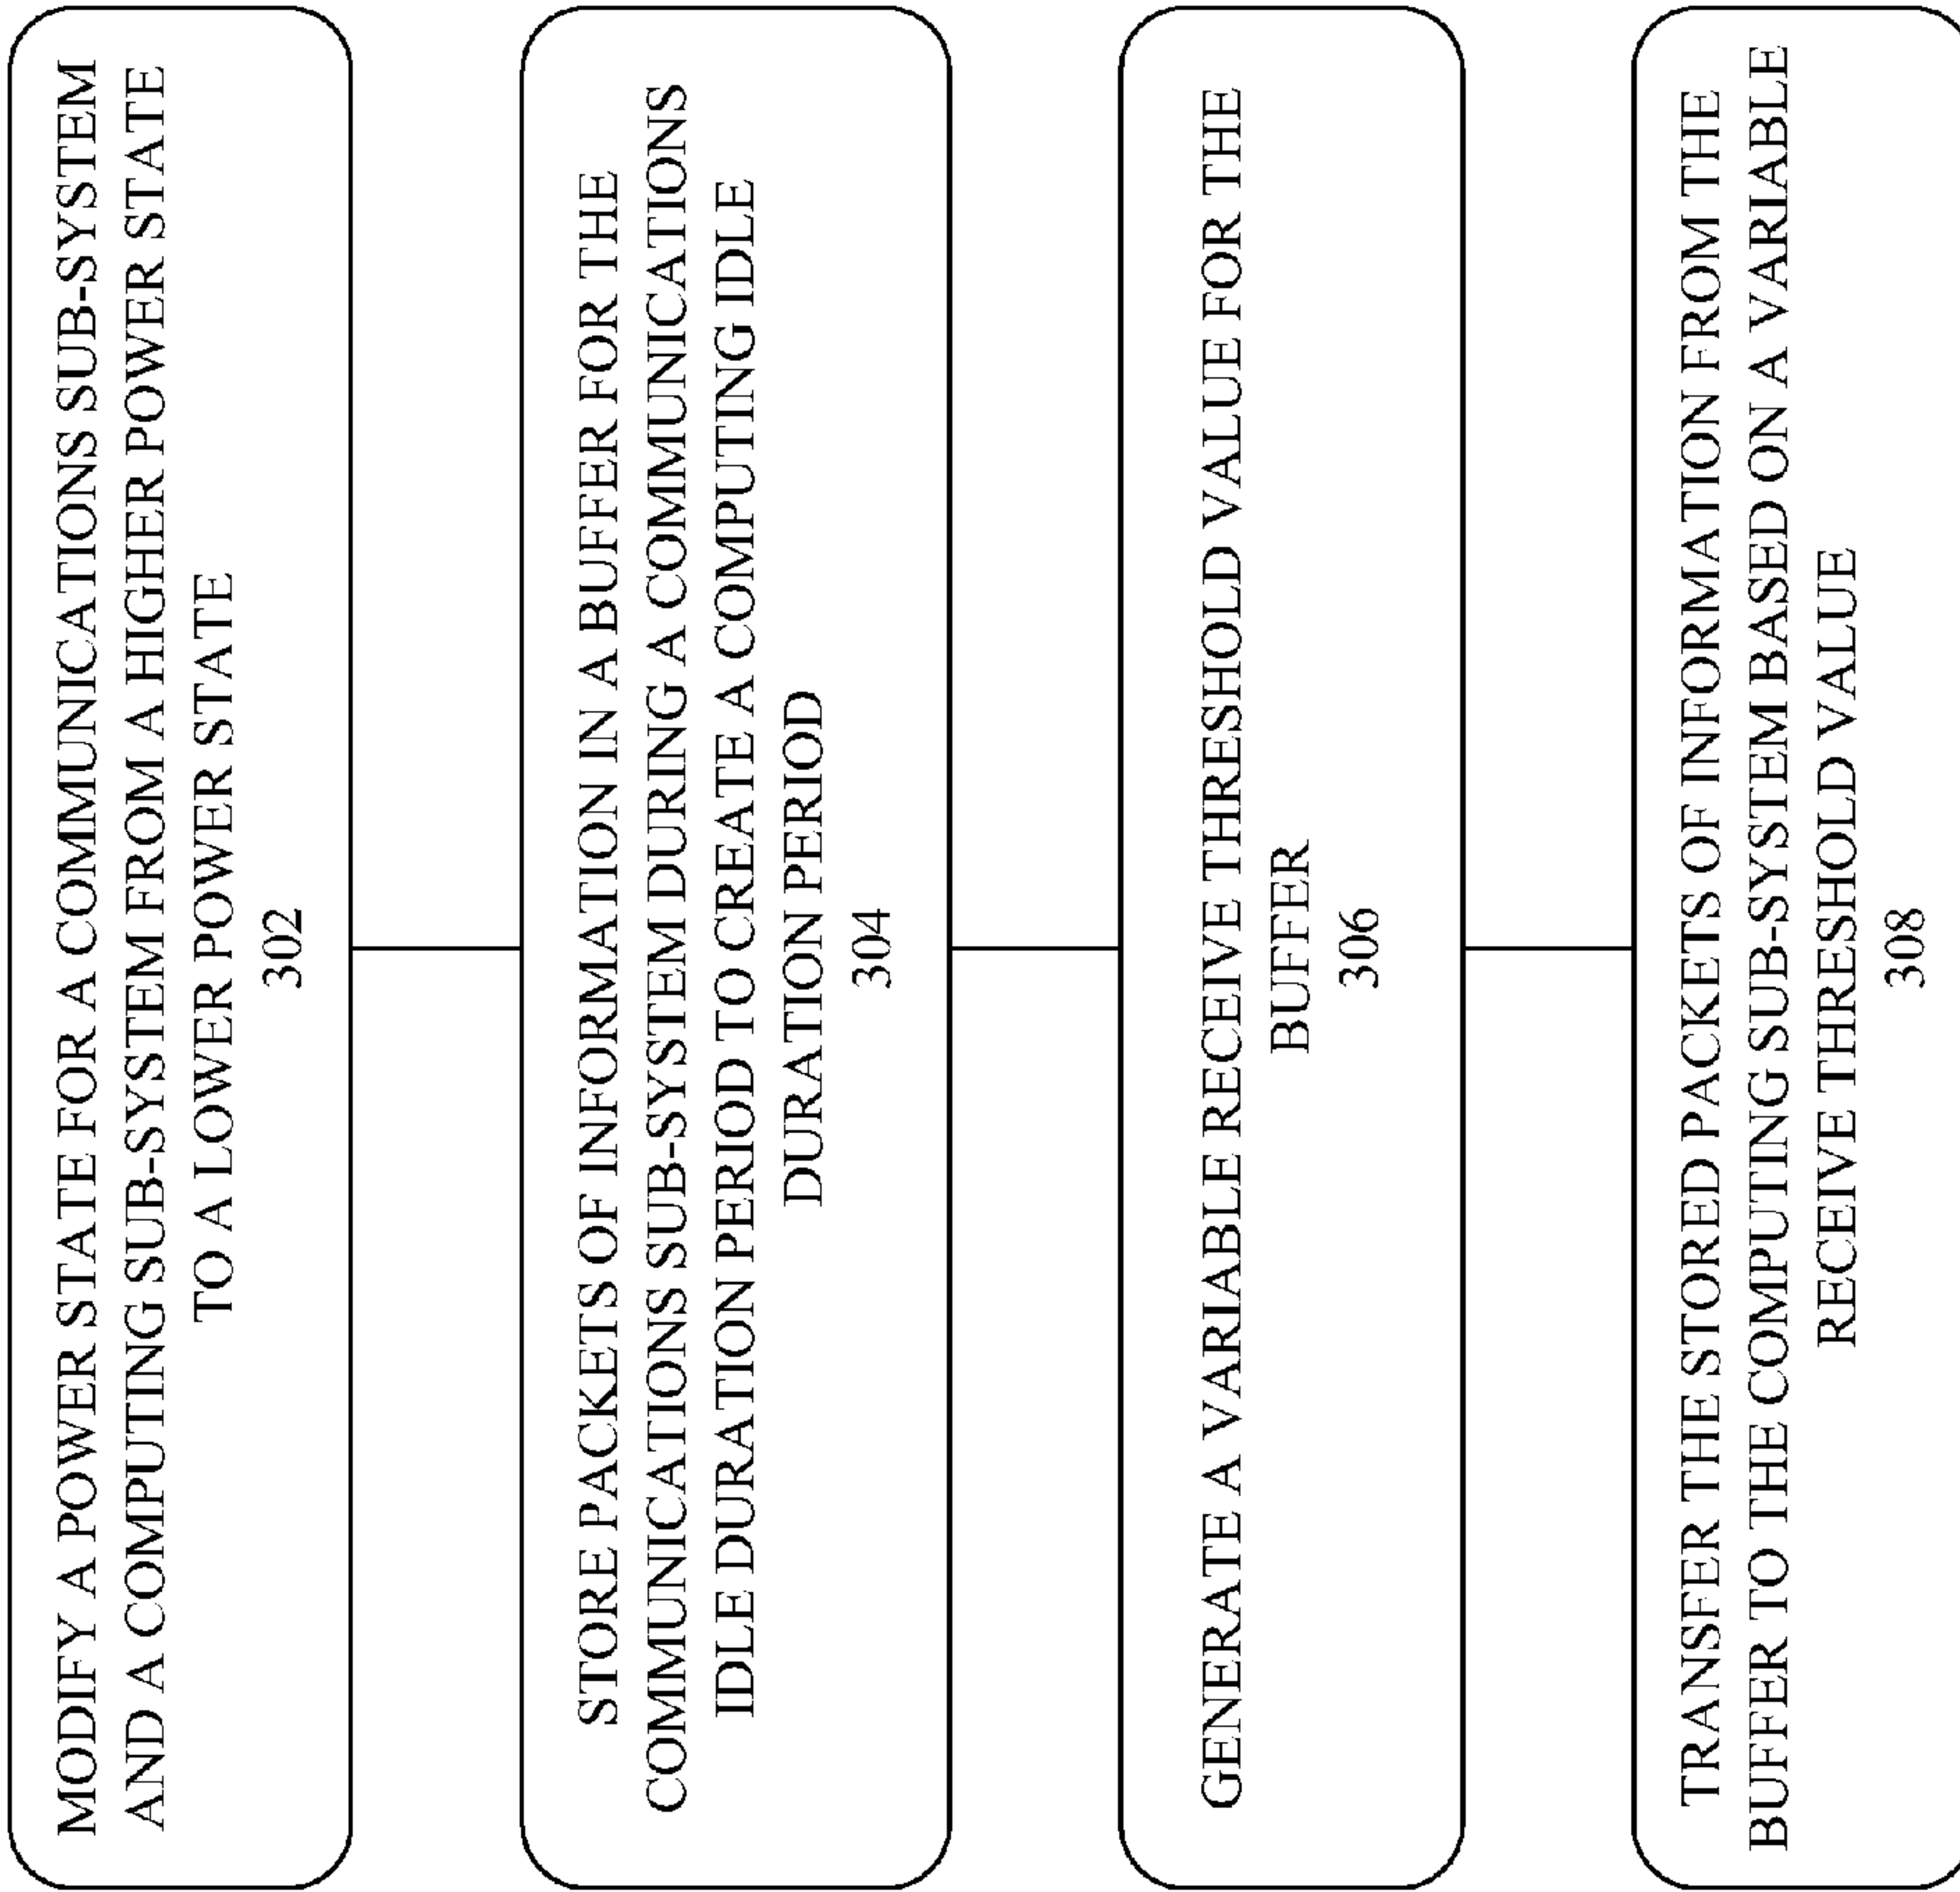 MODIFY A POWER STATE FOR A COMMUNICATIONS SUB-SYSTEM
AND A COMPUTING SUB-SYSTEM FROM A HIGHER POWER STATE
TO A LOWER POWER STATE
302
STORE PACKETS OF INFORMATION IN A BUFFER FOR THE
COMMUNICATIONS SUB-SYSTEM DURING A COMMUNICATIONS
IDLE DURATION PERIOD TO CREATE A COMPUTING IDLE
DURATION PERIOD
304
GENERATE A VARIABLE RECEIVE THRESHOLD VALUE FOR THE
BUFFER
306
TRANSFER THE STORED PACKETS OF INFORMATION FROM THE
BUFFER TO THE COMPUTING SUB-SYSTEM BASED ON A VARIABLE
RECEIVE THRESHOLD VALUE
308